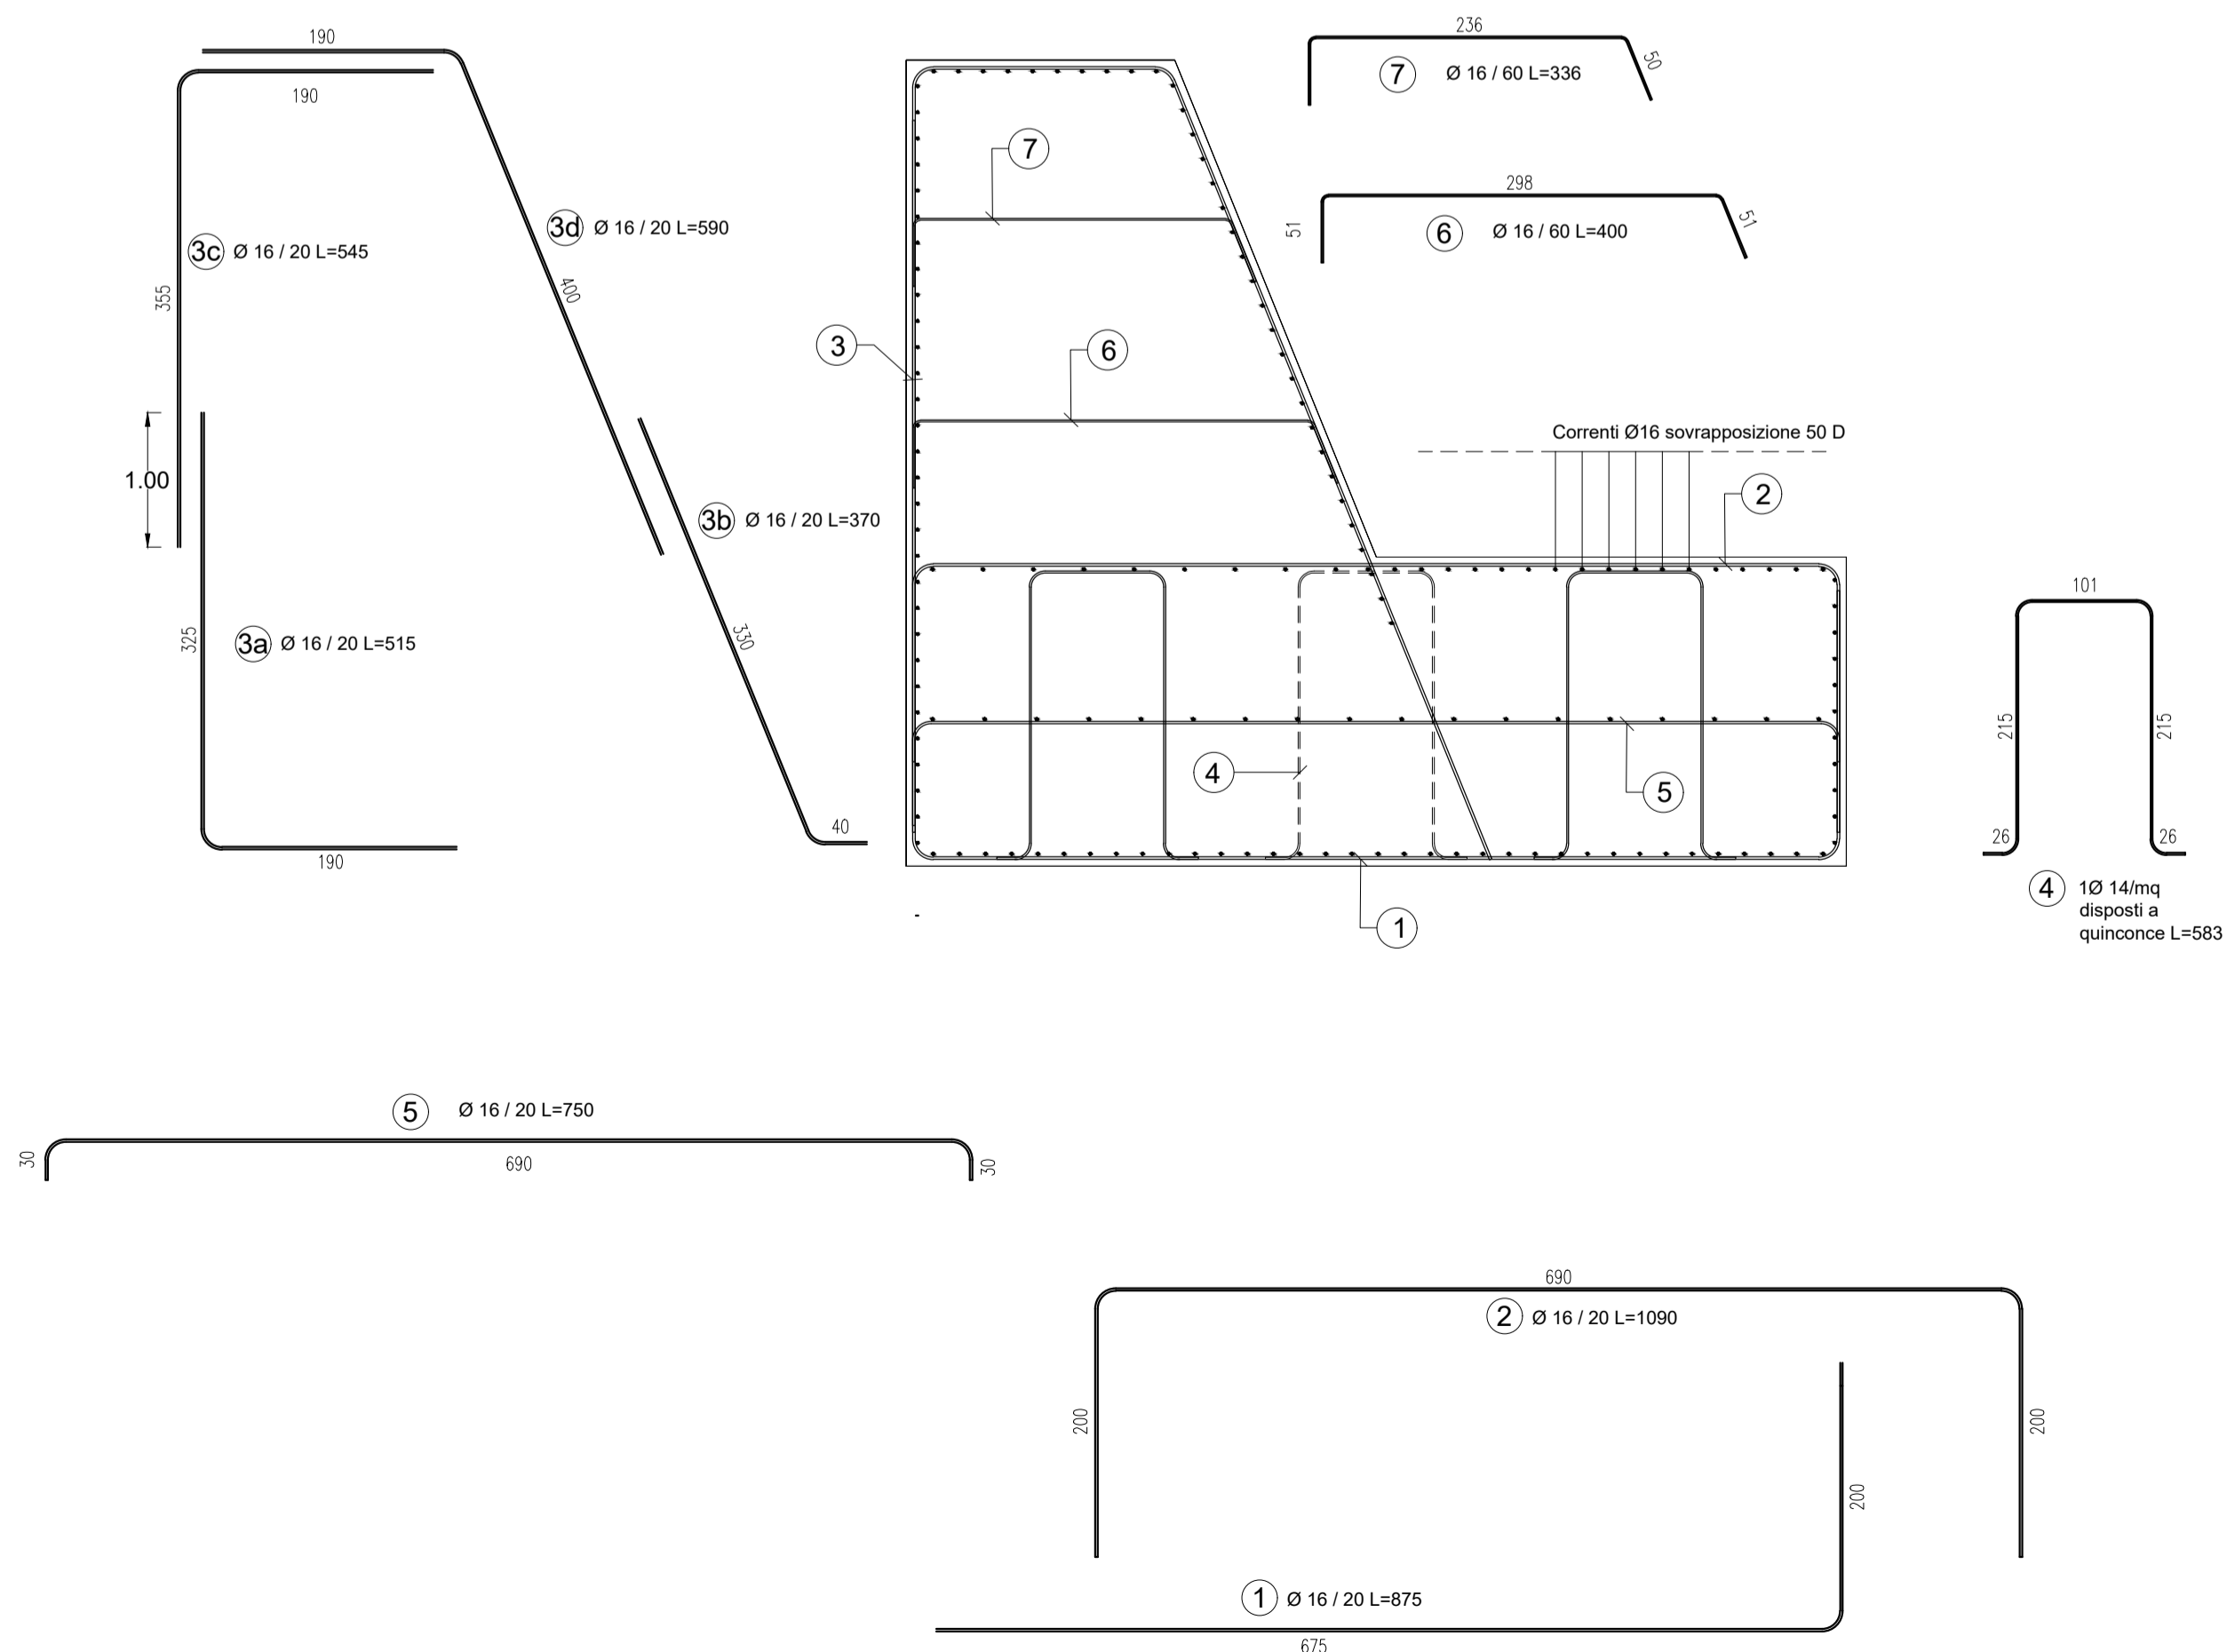 190
190
3c Ø 16 / 20 L=545
355
3d Ø 16 / 20 L=590
400
1.00
3a Ø 16 / 20 L=515
325
190
3b Ø 16 / 20 L=370
330
40
3
7
6
4
5
1
2
Correnti Ø16 sovrapposizione 50 D
-
236
50
7 Ø 16 / 60 L=336
298
51
51
6 Ø 16 / 60 L=400
101
215
215
26
26
4 1Ø 14/mq
disposti a
quinconce L=583
5 Ø 16 / 20 L=750
30
690
30
690
2 Ø 16 / 20 L=1090
200
200
200
1 Ø 16 / 20 L=875
675